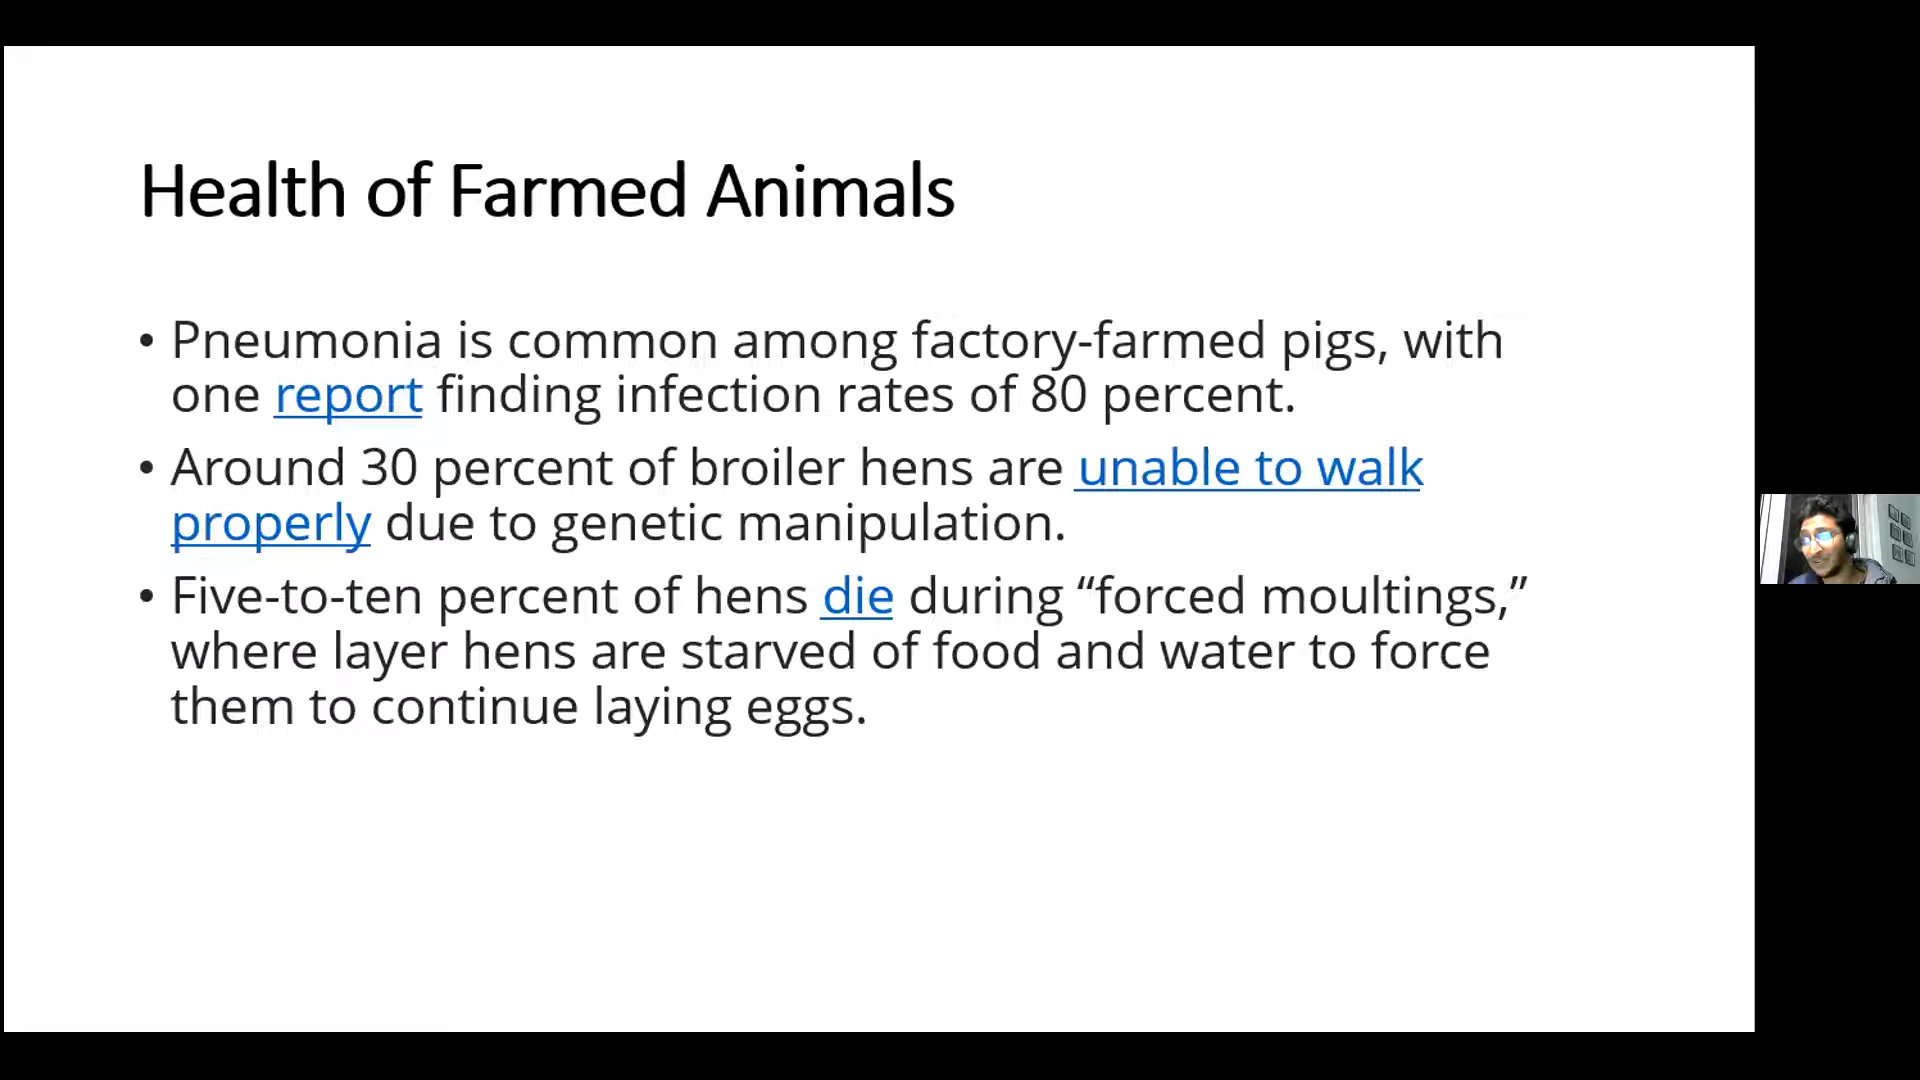 Health of Farmed Animals
• Pneumonia is common among factory-farmed pigs, with
one report finding infection rates of 80 percent.
• Around 30 percent of broiler hens are unable to walk
properly due to genetic manipulation.
• Five-to-ten percent of hens die during “forced moultings,”
where layer hens are starved of food and water to force
them to continue laying eggs.